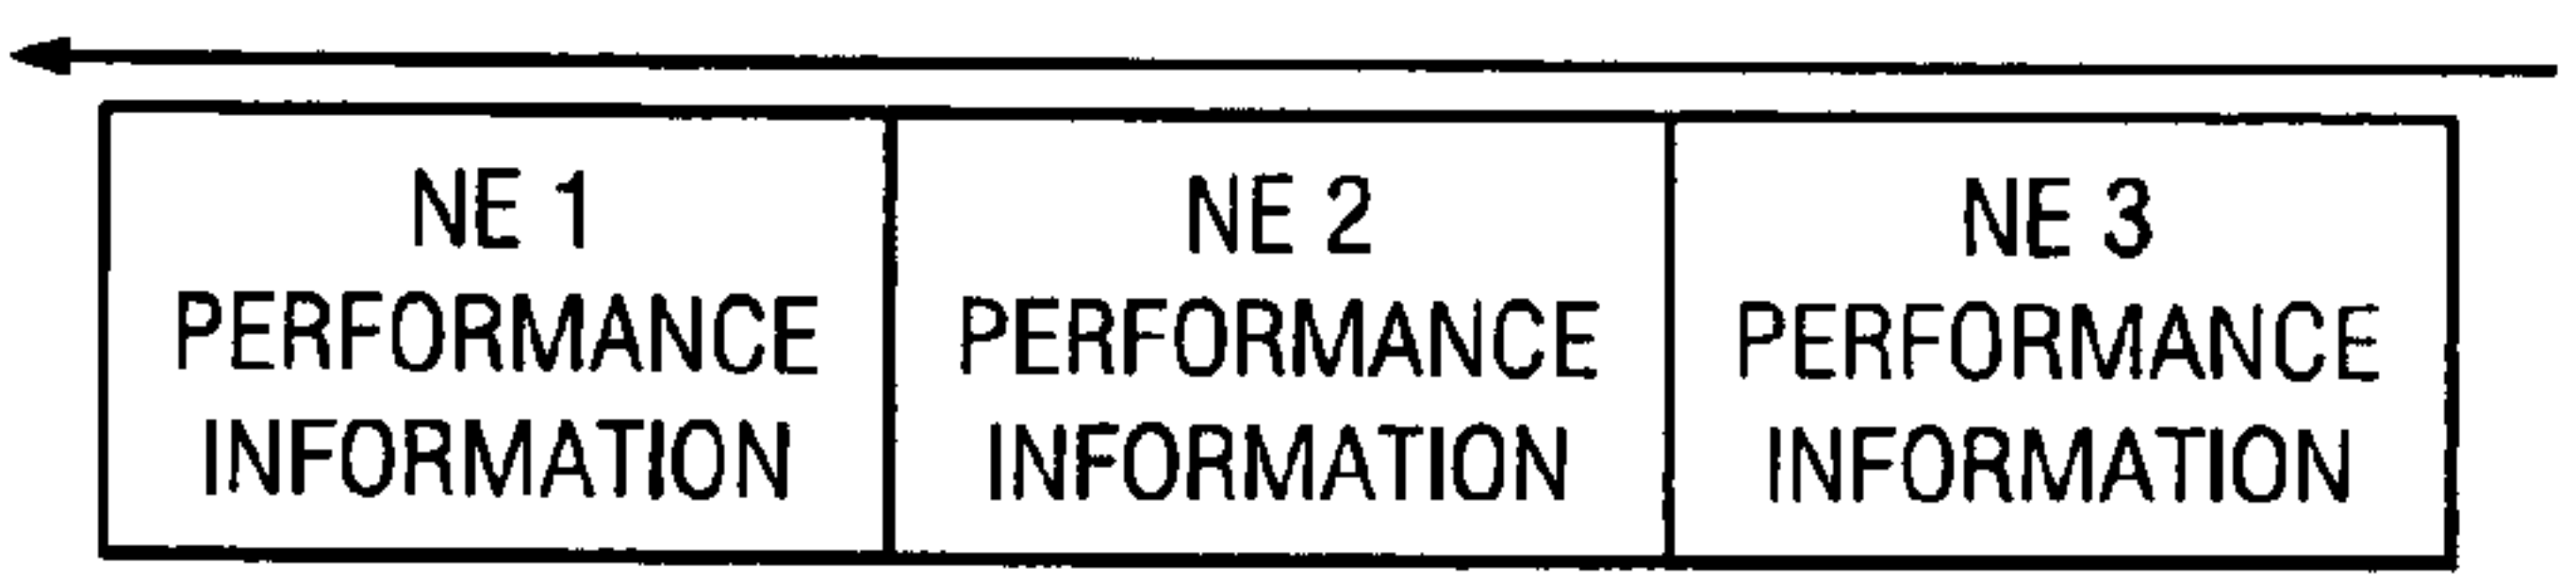 NE 1
PERFORMANCE
INFORMATION
NE 2
PERFORMANCE
INFORMATION
NE 3
PERFORMANCE
INFORMATION